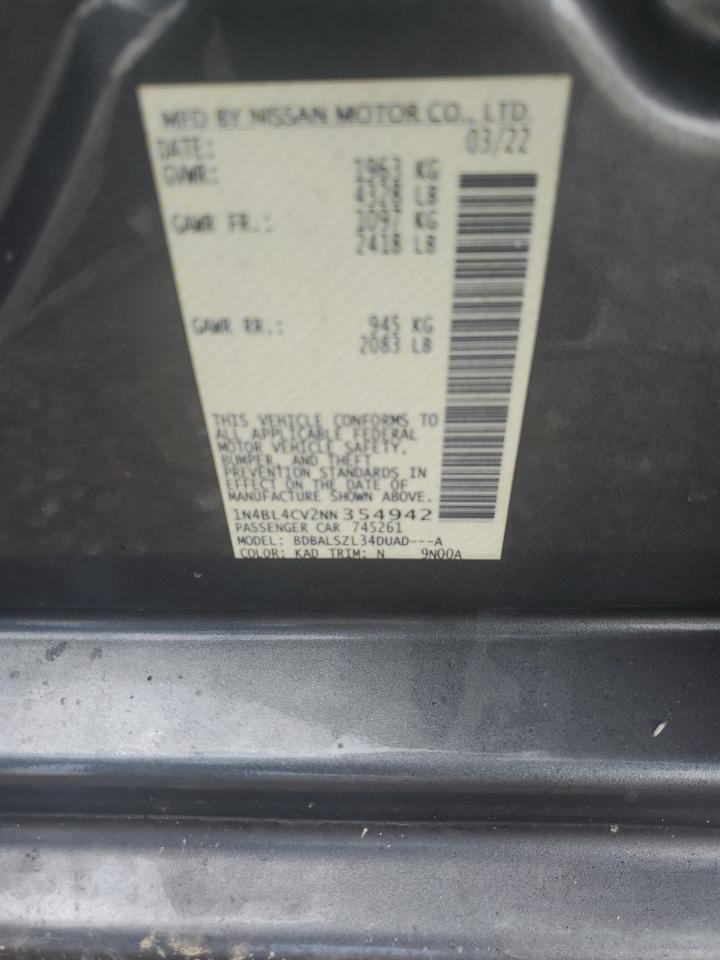 MFD BY NISSAN MOTOR CO., LTD.
DATE: 03/22
GVWR: 1963 KG
4328 LB
GAWR FR.: 1097 KG
2418 LB
GAWR RR.: 945 KG
2083 LB
THIS VEHICLE CONFORMS TO
ALL APPLICABLE FEDERAL
MOTOR VEHICLE SAFETY,
BUMPER, AND THEFT
PREVENTION STANDARDS IN
EFFECT ON THE DATE OF
MANUFACTURE SHOWN ABOVE.
1N4BL4CV2NN354942
PASSENGER CAR 745261
MODEL: BDBALSZL34DUAD---A
COLOR: KAD TRIM: N 9N00A